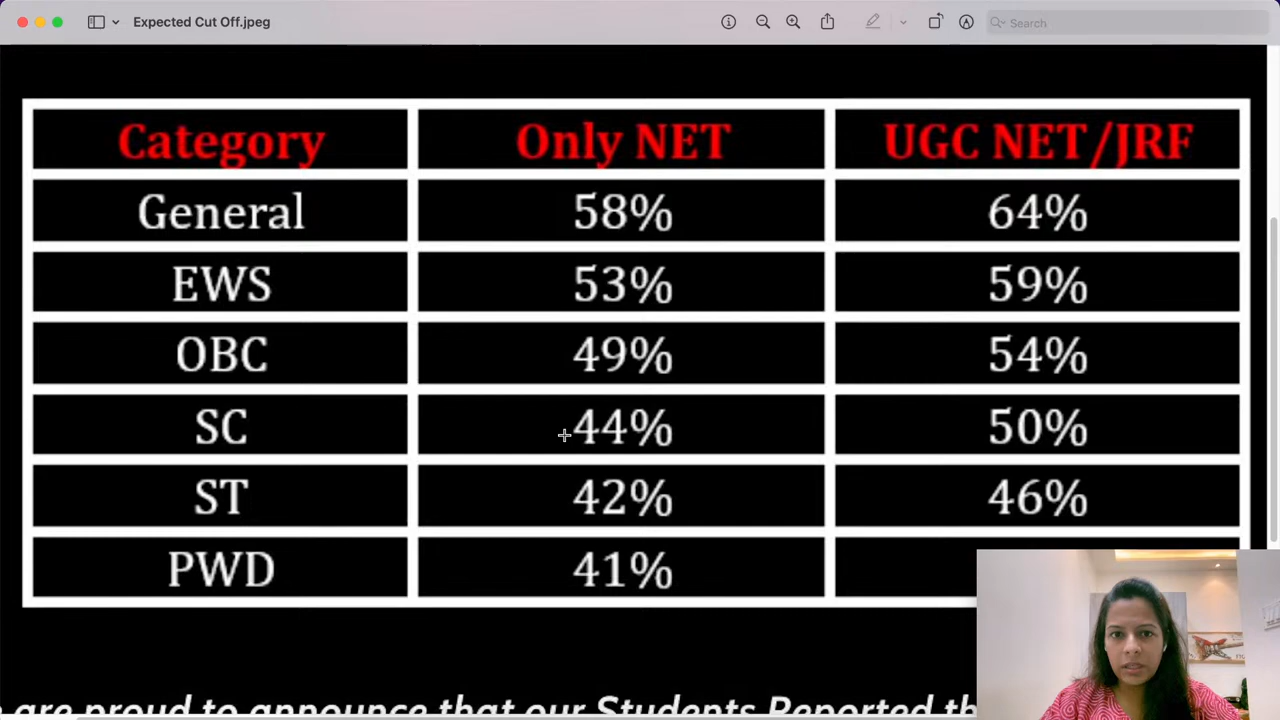 Expected Cut Off.jpeg
Search
Category Only NET UGC NET/JRF
General 58% 64%
EWS 53% 59%
OBC 49% 54%
SC 44% 50%
ST 42% 46%
PWD 41%
are proud to announce that our Students Reported